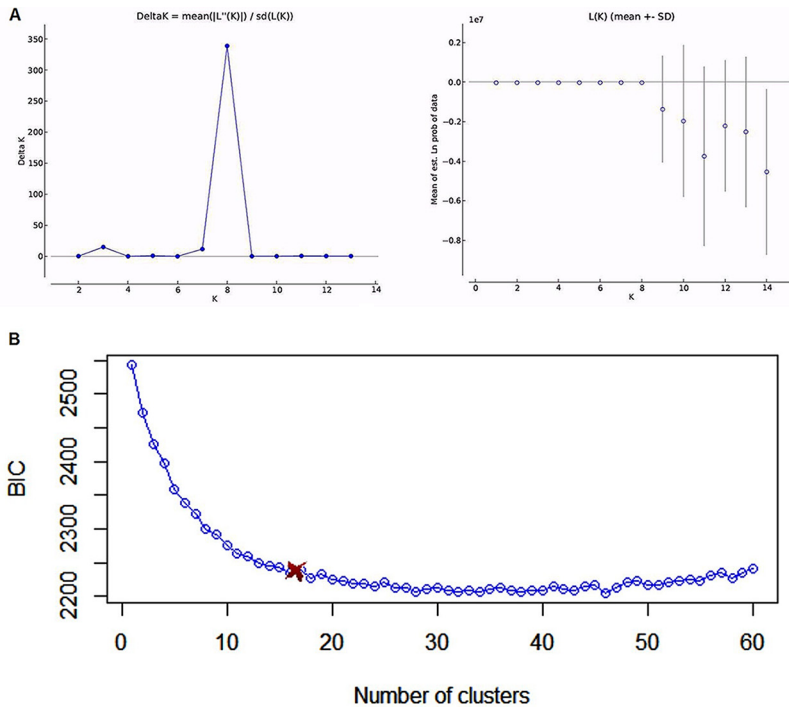 A
DeltaK = mean(|L''(K)|) / sd(L(K))
Delta K
350
300
250
200
150
100
50
0
2 4 6 8 10 12 14
K
L(K) (mean +- SD)
1e7
Mean of est. Ln prob of data
0.2
0.0
−0.2
−0.4
−0.6
−0.8
0 2 4 6 8 10 12 14
K
B
BIC
2500
2400
2300
2200
0 10 20 30 40 50 60
Number of clusters